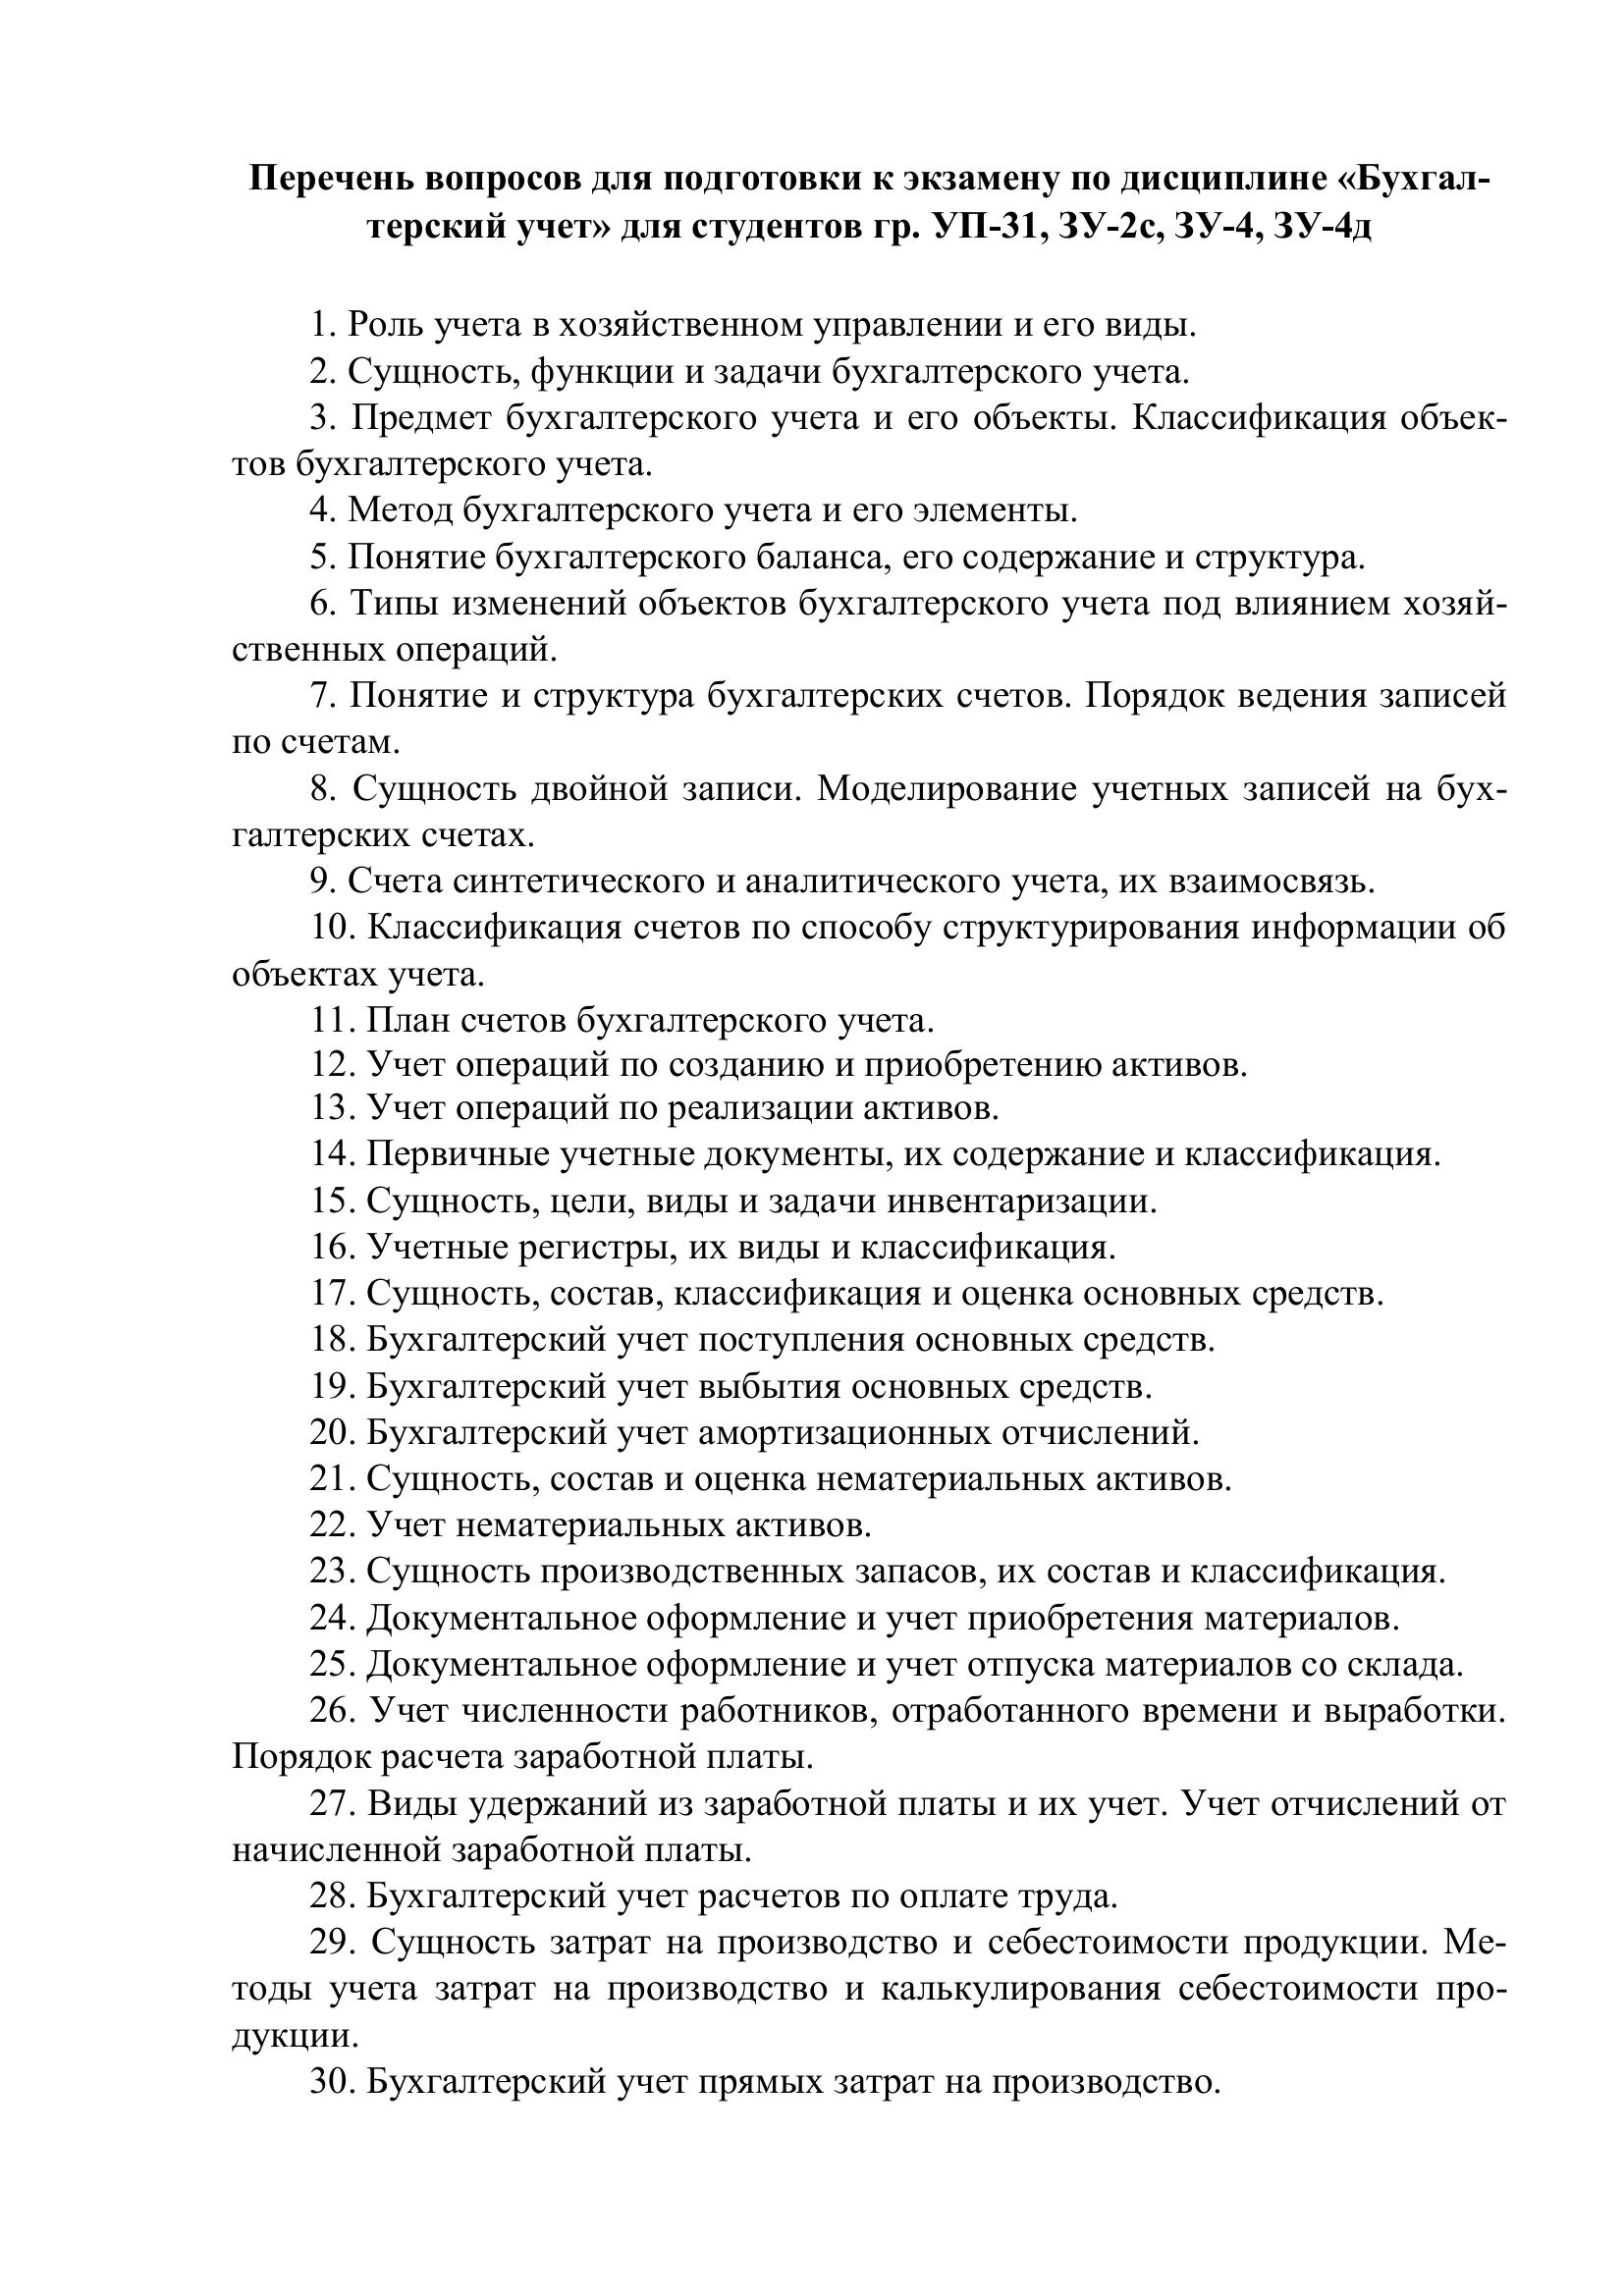 Перечень вопросов для подготовки к экзамену по дисциплине «Бухгал-
терский учет» для студентов гр. УП-31, ЗУ-2с, ЗУ-4, ЗУ-4д
1. Роль учета в хозяйственном управлении и его виды.
2. Сущность, функции и задачи бухгалтерского учета.
3. Предмет бухгалтерского учета и его объекты. Классификация объек-
тов бухгалтерского учета.
4. Метод бухгалтерского учета и его элементы.
5. Понятие бухгалтерского баланса, его содержание и структура.
6. Типы изменений объектов бухгалтерского учета под влиянием хозяй-
ственных операций.
7. Понятие и структура бухгалтерских счетов. Порядок ведения записей
по счетам.
8. Сущность двойной записи. Моделирование учетных записей на бух-
галтерских счетах.
9. Счета синтетического и аналитического учета, их взаимосвязь.
10. Классификация счетов по способу структурирования информации об
объектах учета.
11. План счетов бухгалтерского учета.
12. Учет операций по созданию и приобретению активов.
13. Учет операций по реализации активов.
14. Первичные учетные документы, их содержание и классификация.
15. Сущность, цели, виды и задачи инвентаризации.
16. Учетные регистры, их виды и классификация.
17. Сущность, состав, классификация и оценка основных средств.
18. Бухгалтерский учет поступления основных средств.
19. Бухгалтерский учет выбытия основных средств.
20. Бухгалтерский учет амортизационных отчислений.
21. Сущность, состав и оценка нематериальных активов.
22. Учет нематериальных активов.
23. Сущность производственных запасов, их состав и классификация.
24. Документальное оформление и учет приобретения материалов.
25. Документальное оформление и учет отпуска материалов со склада.
26. Учет численности работников, отработанного времени и выработки.
Порядок расчета заработной платы.
27. Виды удержаний из заработной платы и их учет. Учет отчислений от
начисленной заработной платы.
28. Бухгалтерский учет расчетов по оплате труда.
29. Сущность затрат на производство и себестоимости продукции. Ме-
тоды учета затрат на производство и калькулирования себестоимости про-
дукции.
30. Бухгалтерский учет прямых затрат на производство.